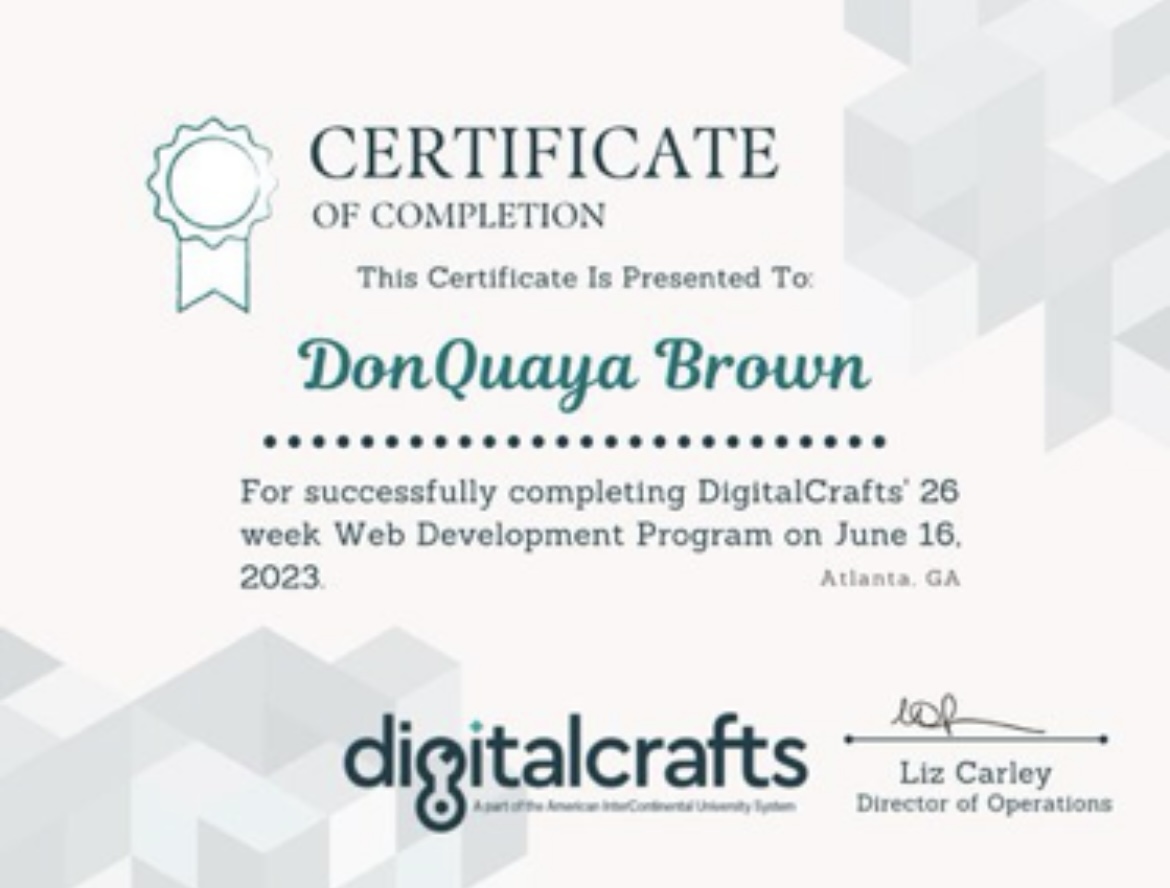 CERTIFICATE
OF COMPLETION
This Certificate Is Presented To:
DonQuaya Brown
For successfully completing DigitalCrafts' 26
week Web Development Program on June 16,
2023.
Atlanta, GA
digitalcrafts
A part of the American InterContinental University System
Liz Carley
Director of Operations